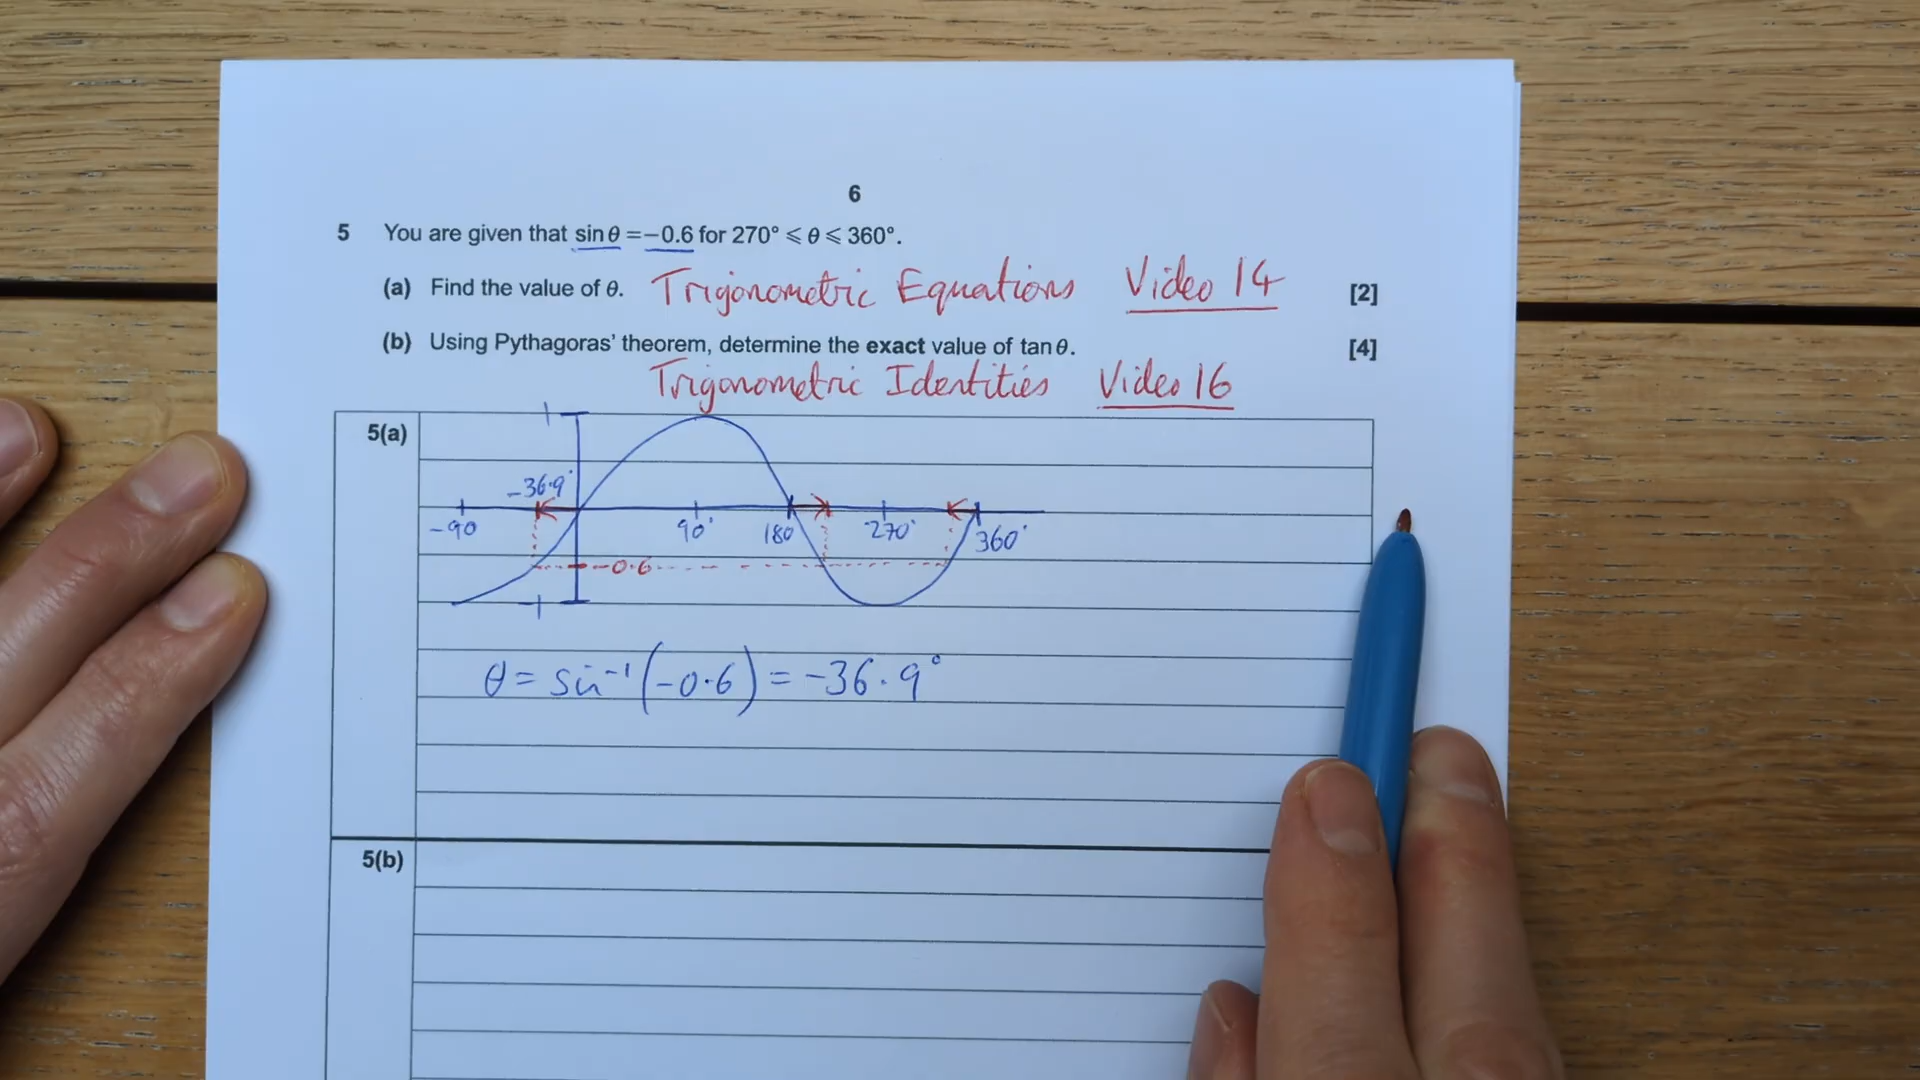 6
5 You are given that sin θ = −0.6 for 270° ⩽ θ ⩽ 360°.
(a) Find the value of θ. Trigonometric Equations Video 14 [2]
(b) Using Pythagoras’ theorem, determine the exact value of tan θ. [4]
Trigonometric Identities Video 16
5(a)
1
-36.9°
-90 90° 180 270° 360°
-0.6
-1
θ = sin⁻¹(-0.6) = -36.9°
5(b)